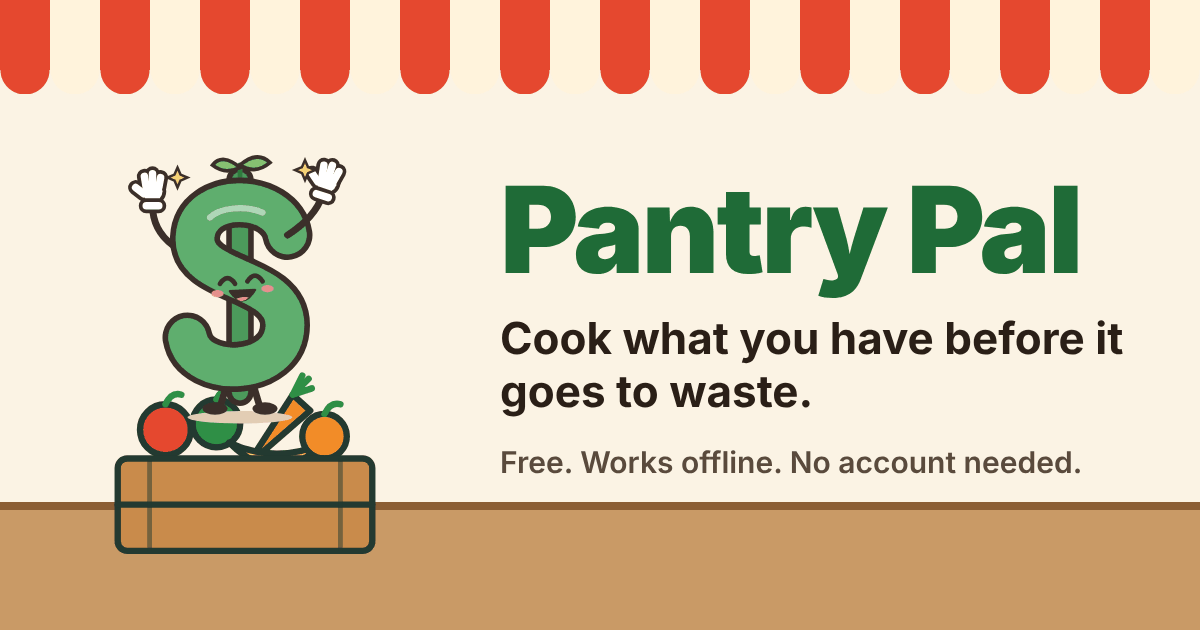 Pantry Pal
Cook what you have before it
goes to waste.
Free. Works offline. No account needed.